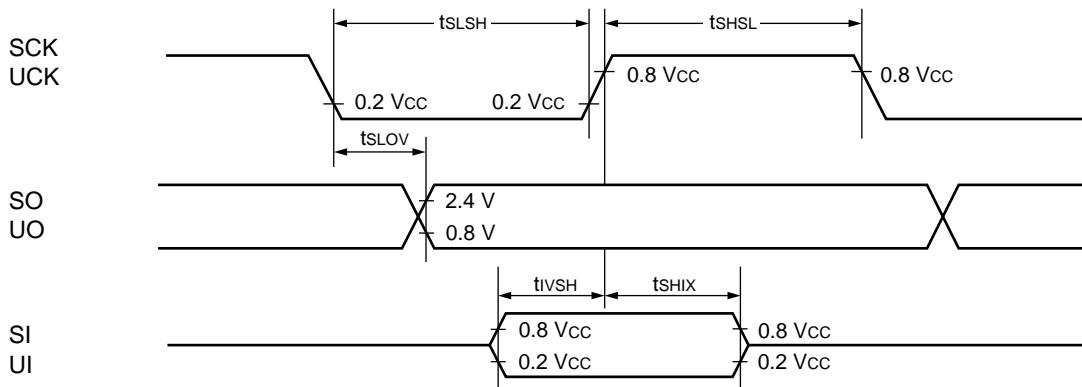 tSLSH tSHSL
SCK
UCK
0.8 VCC 0.8 VCC
0.2 VCC 0.2 VCC
tSLOV
SO
UO
2.4 V
0.8 V
tIVSH tSHIX
SI
UI
0.8 VCC 0.8 VCC
0.2 VCC 0.2 VCC